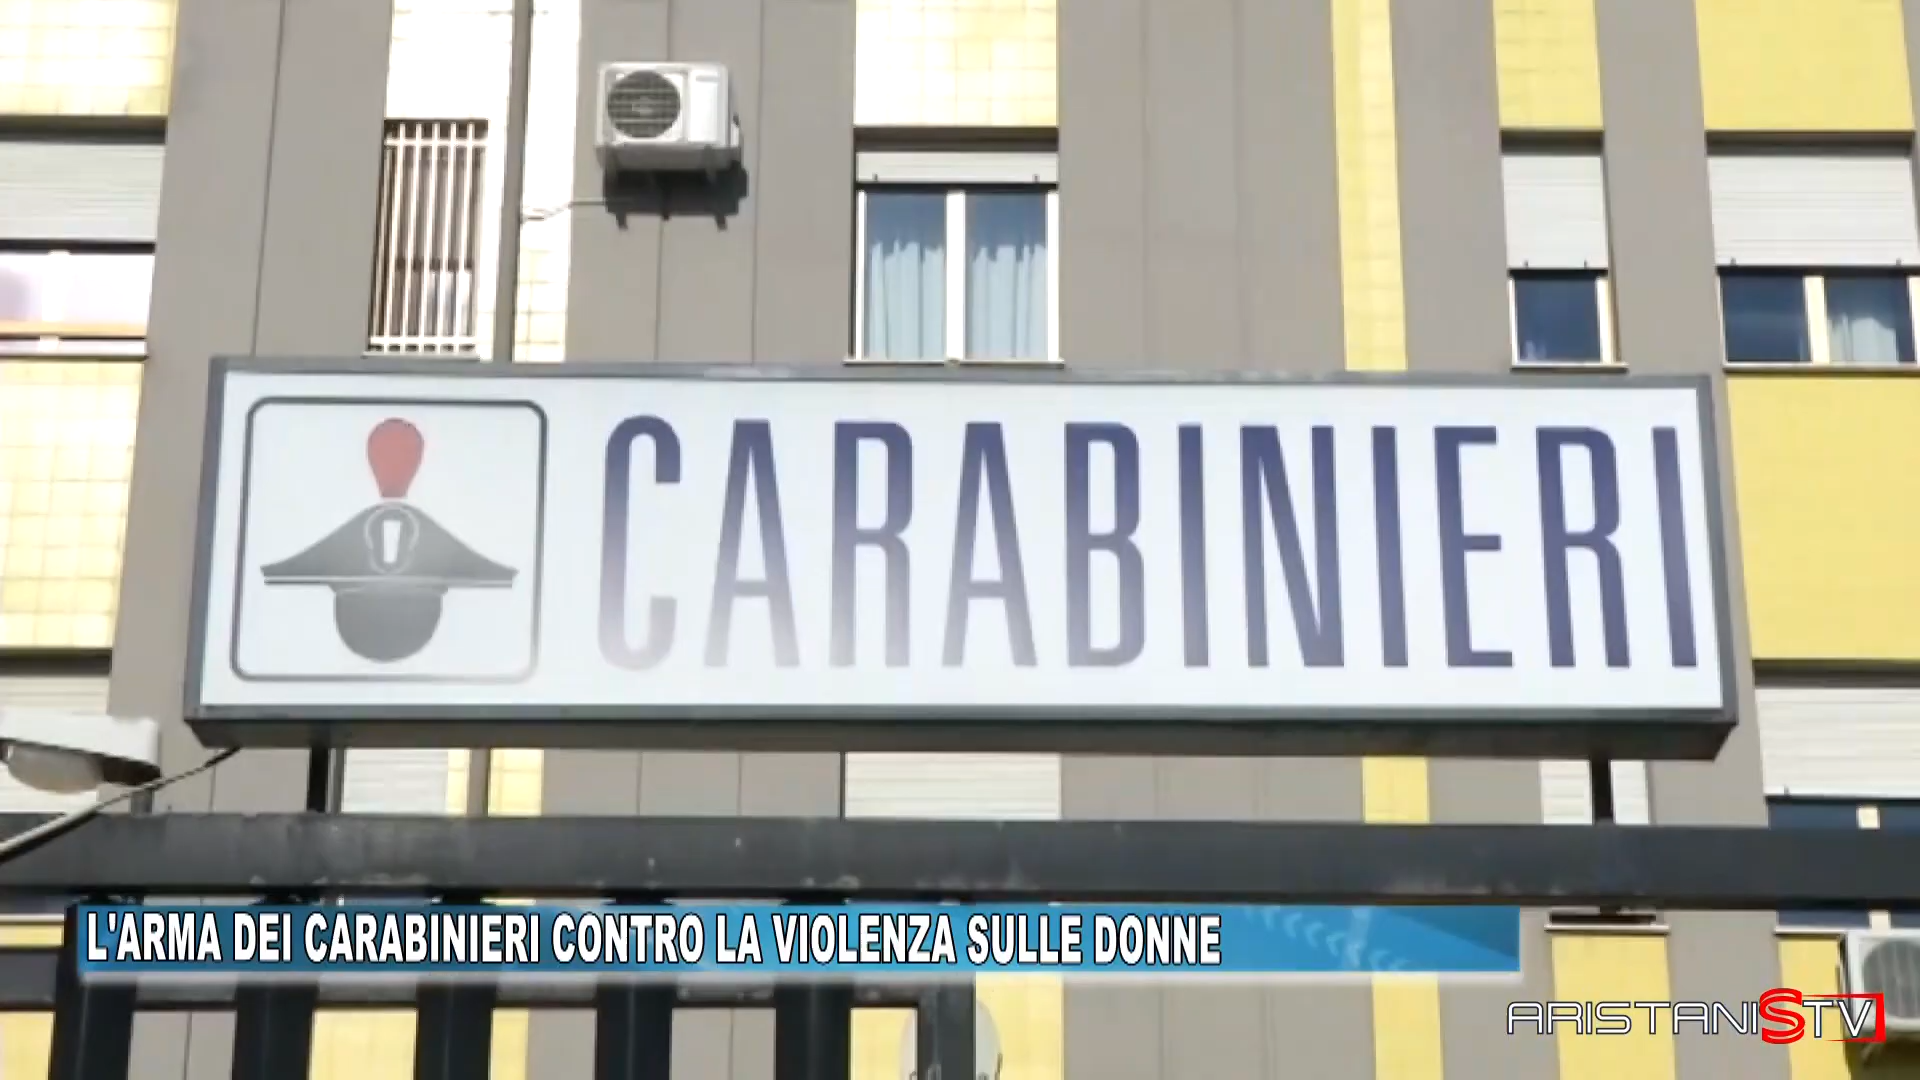 CARABINIERI
L'ARMA DEI CARABINIERI CONTRO LA VIOLENZA SULLE DONNE
ARISTANISTV